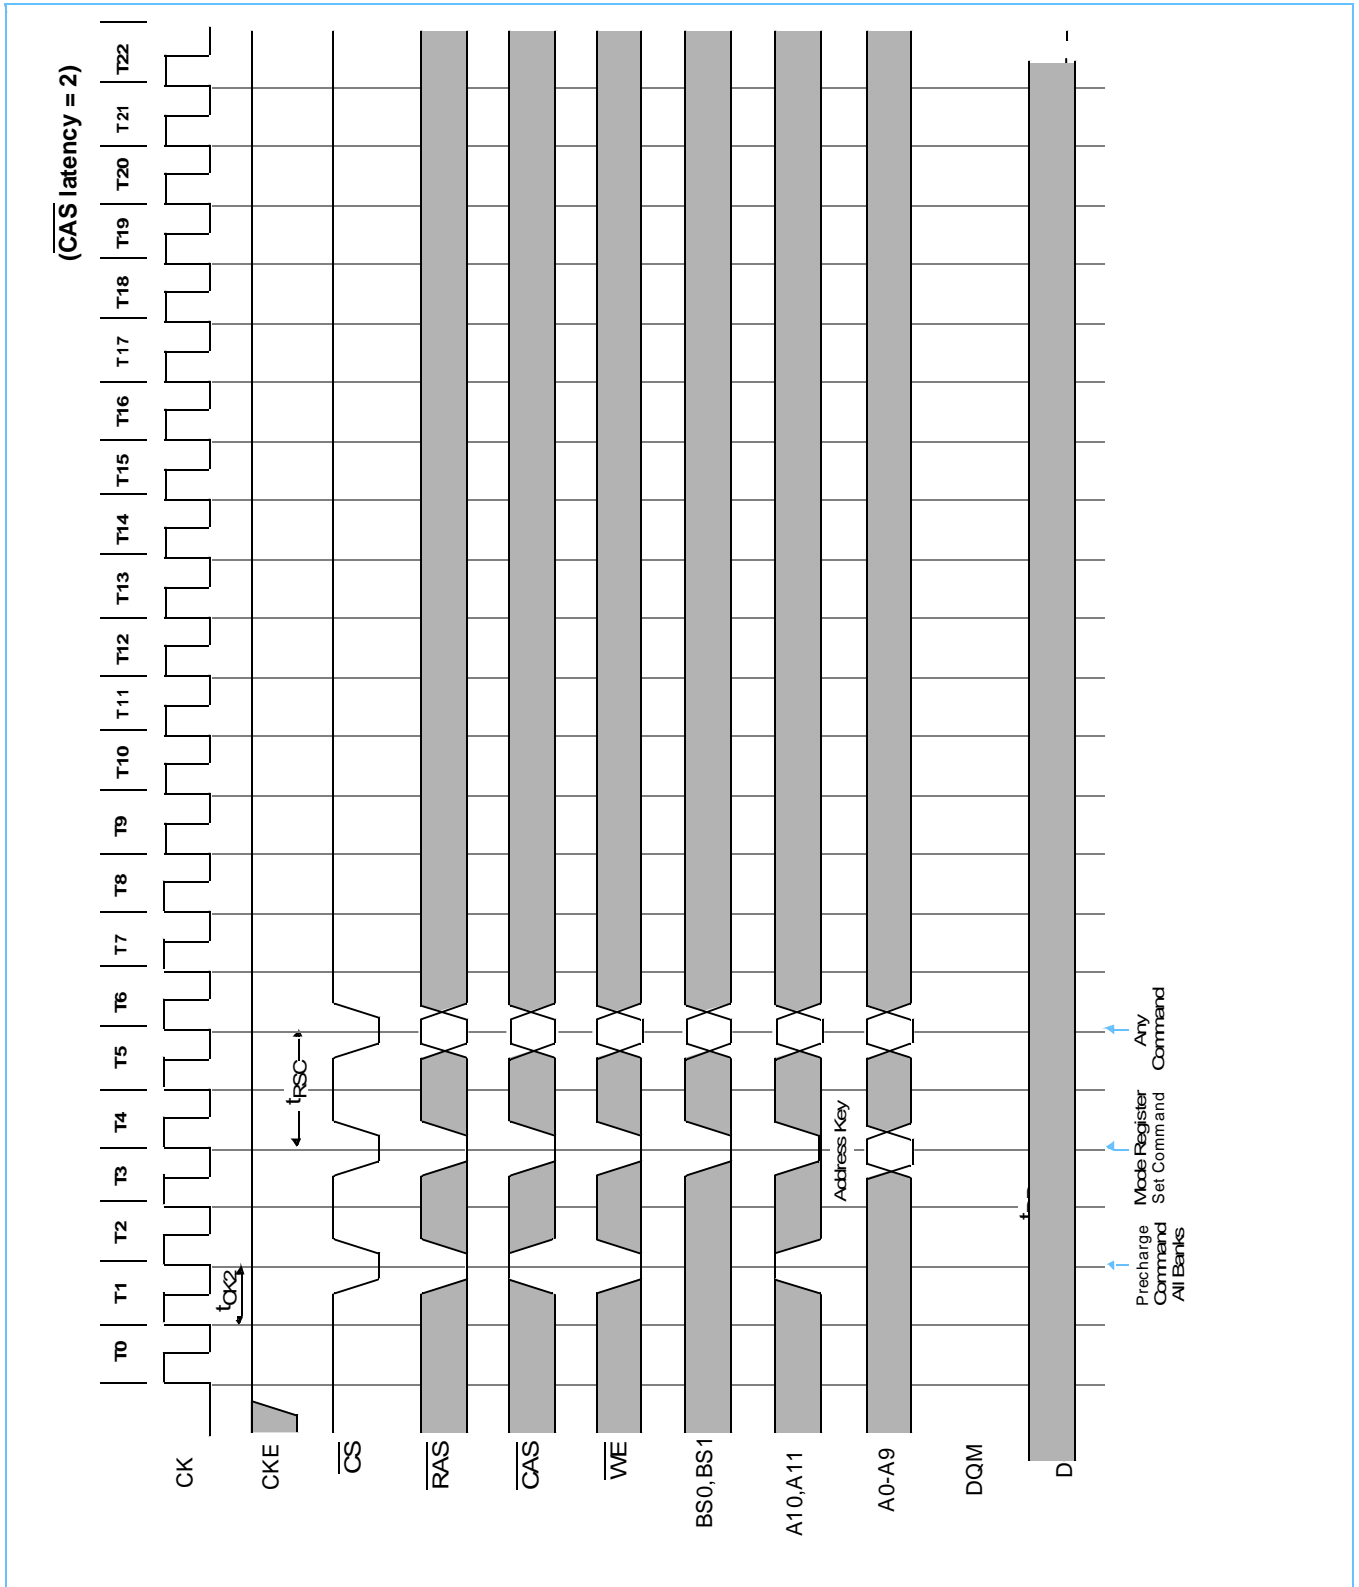 (CAS latency = 2)
T0 T1 T2 T3 T4 T5 T6 T7 T8 T9 T10 T11 T12 T13 T14 T15 T16 T17 T18 T19 T20 T21 T22
CK
tCK2
CKE
tRSC
CS
RAS
CAS
WE
BS0, BS1
A10, A11
Address Key
A0-A9
DQM
D
Precharge
Command
All Banks
Mode Register
Set Command
Any
Command